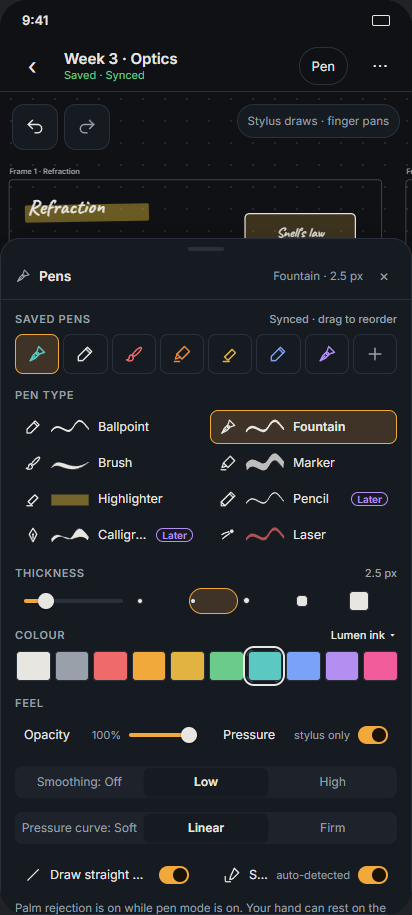 9:41
Week 3 · Optics
Saved · Synced
Pen
Stylus draws · finger pans
Frame 1 · Refraction
Refraction
Snell's law
Pens
Fountain · 2.5 px
SAVED PENS
Synced · drag to reorder
PEN TYPE
Ballpoint
Fountain
Brush
Marker
Highlighter
Pencil
Later
Calligr...
Later
Laser
THICKNESS
2.5 px
COLOUR
Lumen ink
FEEL
Opacity
100%
Pressure
stylus only
Smoothing: Off
Low
High
Pressure curve: Soft
Linear
Firm
Draw straight ...
S...
auto-detected
Palm rejection is on while pen mode is on. Your hand can rest on the